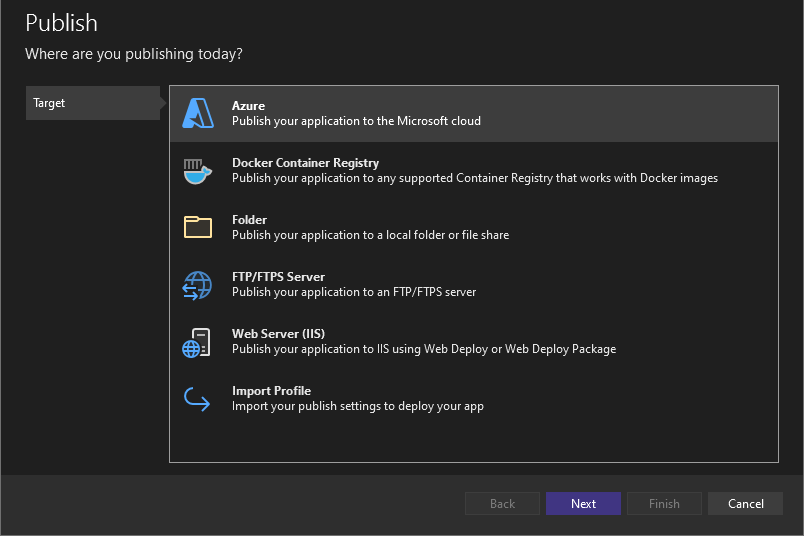 Publish
Where are you publishing today?
Target
Azure
Publish your application to the Microsoft cloud
Docker Container Registry
Publish your application to any supported Container Registry that works with Docker images
Folder
Publish your application to a local folder or file share
FTP/FTPS Server
Publish your application to an FTP/FTPS server
Web Server (IIS)
Publish your application to IIS using Web Deploy or Web Deploy Package
Import Profile
Import your publish settings to deploy your app
Back
Next
Finish
Cancel